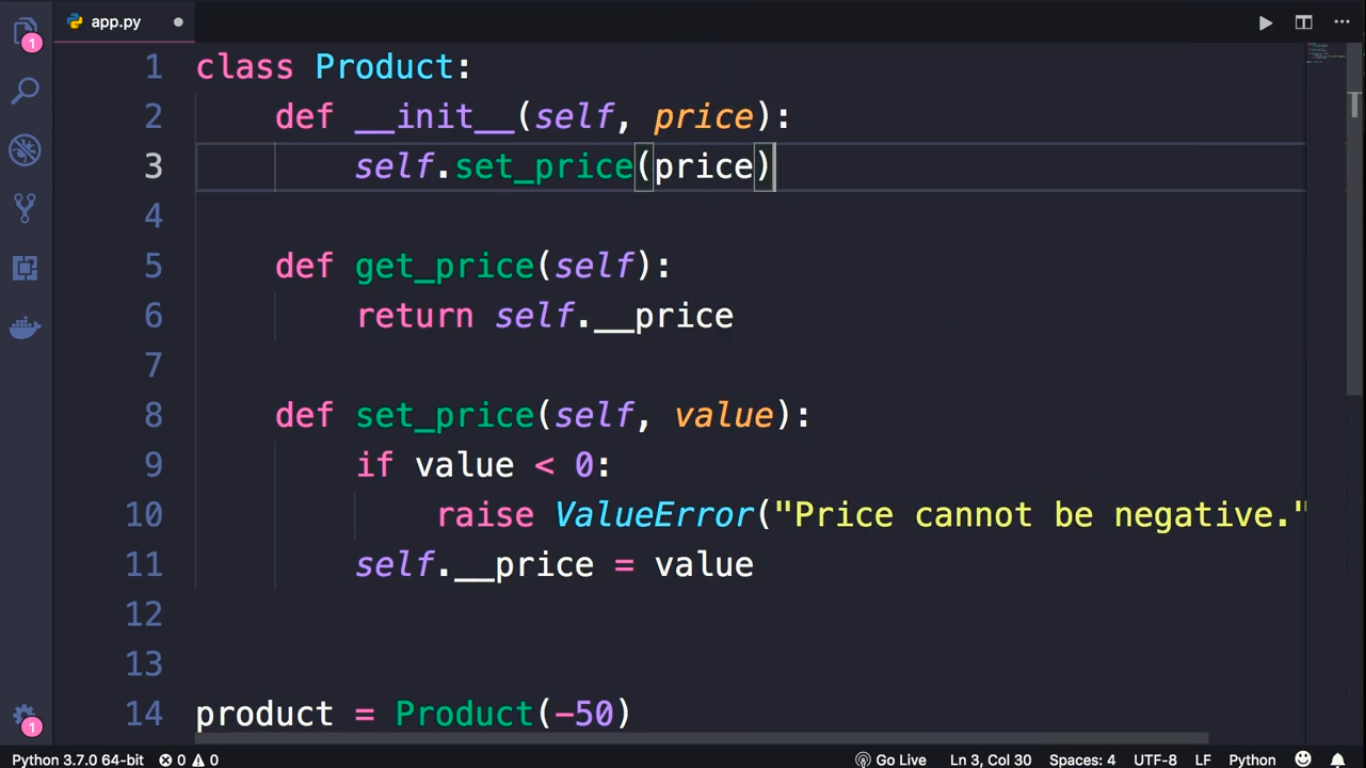 app.py
1
1 class Product:
2 def __init__(self, price):
3 self.set_price(price)
4
5 def get_price(self):
6 return self.__price
7
8 def set_price(self, value):
9 if value < 0:
10 raise ValueError("Price cannot be negative."
11 self.__price = value
12
13
14 product = Product(-50)
1
Python 3.7.0 64-bit 0 0 Go Live Ln 3, Col 30 Spaces: 4 UTF-8 LF Python